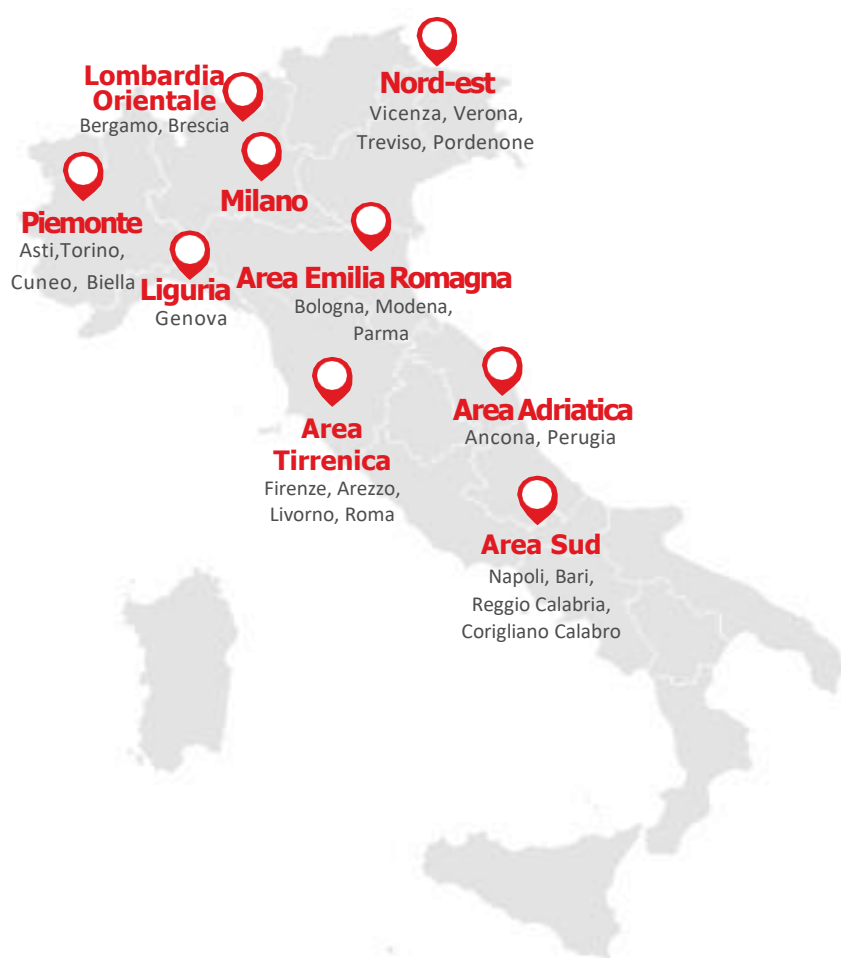 Nord-est
Vicenza, Verona,
Treviso, Pordenone
Lombardia
Orientale
Bergamo, Brescia
Milano
Piemonte
Asti,Torino,
Cuneo, Biella
Liguria
Genova
Area Emilia Romagna
Bologna, Modena,
Parma
Area Adriatica
Ancona, Perugia
Area
Tirrenica
Firenze, Arezzo,
Livorno, Roma
Area Sud
Napoli, Bari,
Reggio Calabria,
Corigliano Calabro